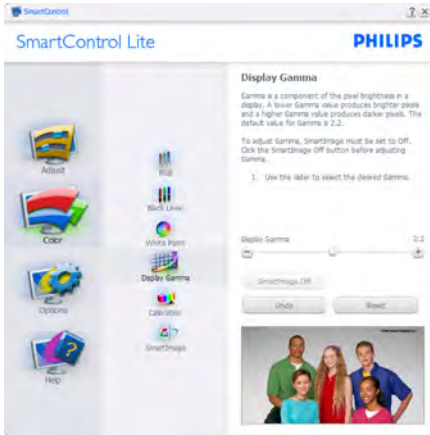 SmartControl
? X
SmartControl Lite
PHILIPS
Display Gamma
Gamma is a component of the pixel brightness in a
display. A lower Gamma value produces brighter pixels
and a higher Gamma value produces darker pixels. The
default value for Gamma is 2.2.
To adjust Gamma, SmartImage must be set to Off.
Click the SmartImage Off button before adjusting
Gamma.
1. Use the slider to select the desired Gamma.
Adjust
Color
Options
Help
RGB
Black Level
White Point
Display Gamma
Calibration
SmartImage
Display Gamma 2.2
SmartImage Off
Undo Reset